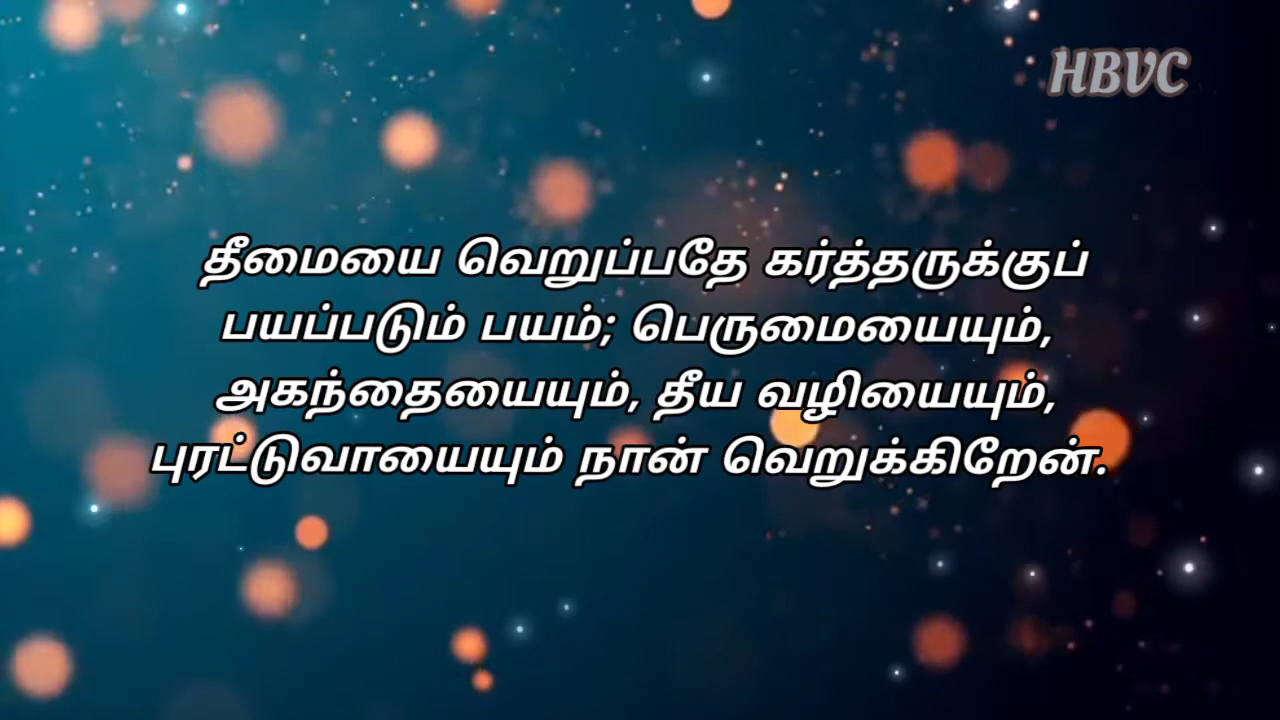 HBVC
தீமையை வெறுப்பதே கர்த்தருக்குப்
பயப்படும் பயம்; பெருமையையும்,
அகந்தையையும், தீய வழியையும்,
புரட்டுவாயையும் நான் வெறுக்கிறேன்.